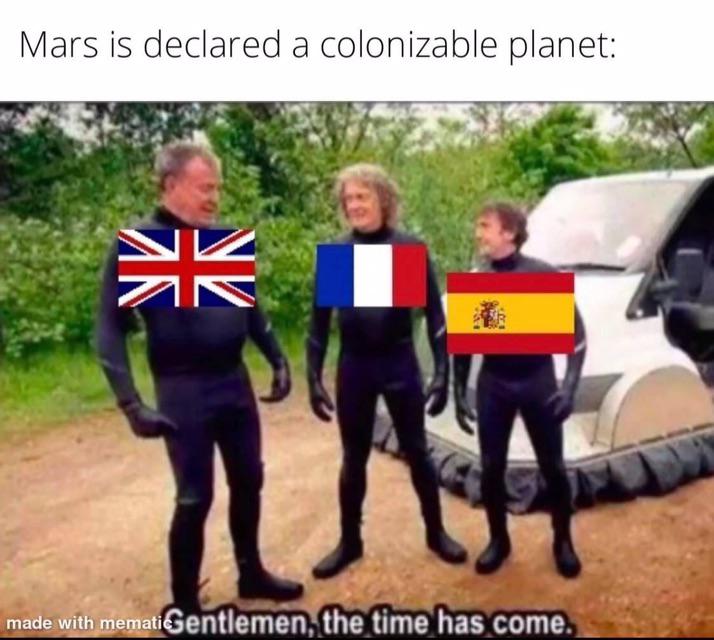 Mars is declared a colonizable planet:
made with mematic
Gentlemen, the time has come.